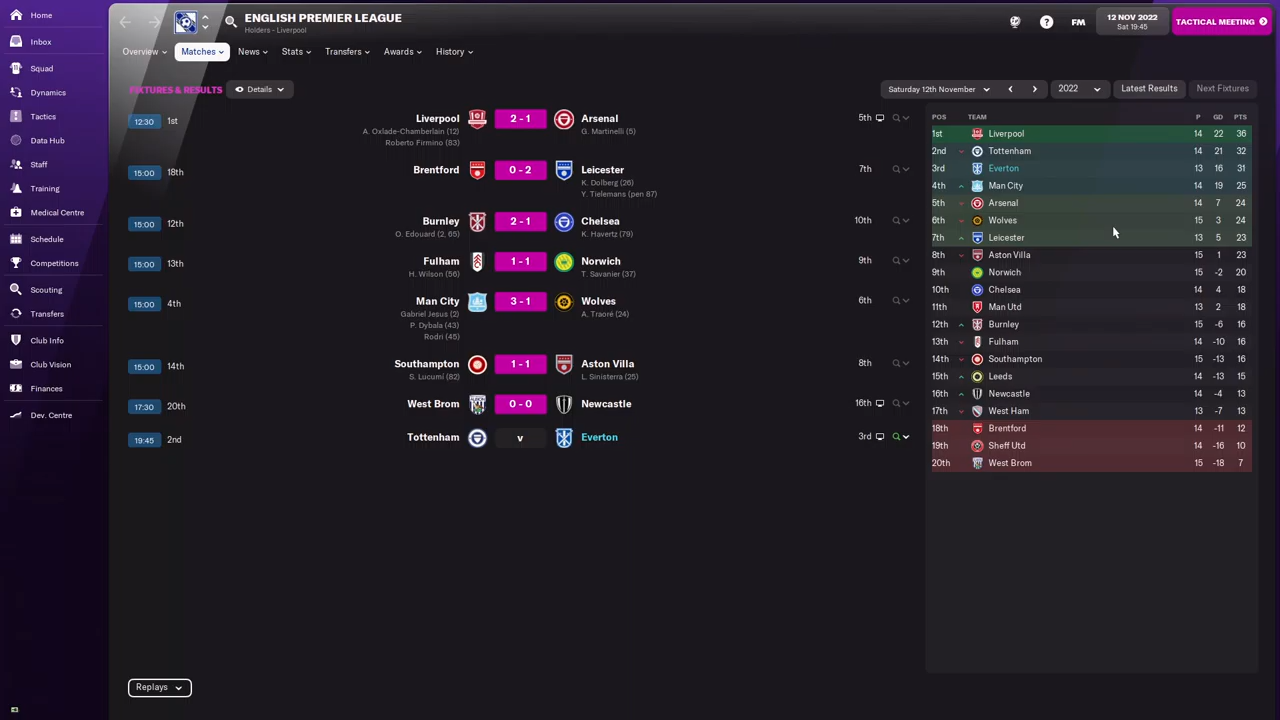 Home
Inbox
Squad
Dynamics
Tactics
Data Hub
Staff
Training
Medical Centre
Schedule
Competitions
Scouting
Transfers
Club Info
Club Vision
Finances
Dev. Centre
ENGLISH PREMIER LEAGUE
Holders - Liverpool
? FM 12 NOV 2022 Sat 19:45 TACTICAL MEETING
Overview Matches News Stats Transfers Awards History
FIXTURES & RESULTS Details Saturday 12th November 2022 Latest Results Next Fixtures
12:30 1st Liverpool 2 - 1 Arsenal 5th
A. Oxlade-Chamberlain (12) G. Martinelli (5)
Roberto Firmino (83)
15:00 18th Brentford 0 - 2 Leicester 7th
K. Dolberg (26)
Y. Tielemans (pen 87)
15:00 12th Burnley 2 - 1 Chelsea 10th
O. Edouard (2, 65) K. Havertz (79)
15:00 13th Fulham 1 - 1 Norwich 9th
H. Wilson (56) T. Savanier (37)
15:00 4th Man City 3 - 1 Wolves 6th
Gabriel Jesus (2) A. Traoré (24)
P. Dybala (43)
Rodri (45)
15:00 14th Southampton 1 - 1 Aston Villa 8th
S. Lucumí (82) L. Sinisterra (25)
17:30 20th West Brom 0 - 0 Newcastle 16th
19:45 2nd Tottenham v Everton 3rd
POS TEAM P GD PTS
1st Liverpool 14 22 36
2nd Tottenham 14 21 32
3rd Everton 13 16 31
4th Man City 14 19 25
5th Arsenal 14 7 24
6th Wolves 15 3 24
7th Leicester 13 5 23
8th Aston Villa 15 1 23
9th Norwich 15 -2 20
10th Chelsea 14 4 18
11th Man Utd 13 2 18
12th Burnley 15 -6 16
13th Fulham 14 -10 16
14th Southampton 15 -13 16
15th Leeds 14 -13 15
16th Newcastle 14 -4 13
17th West Ham 13 -7 13
18th Brentford 14 -11 12
19th Sheff Utd 14 -16 10
20th West Brom 15 -18 7
Replays